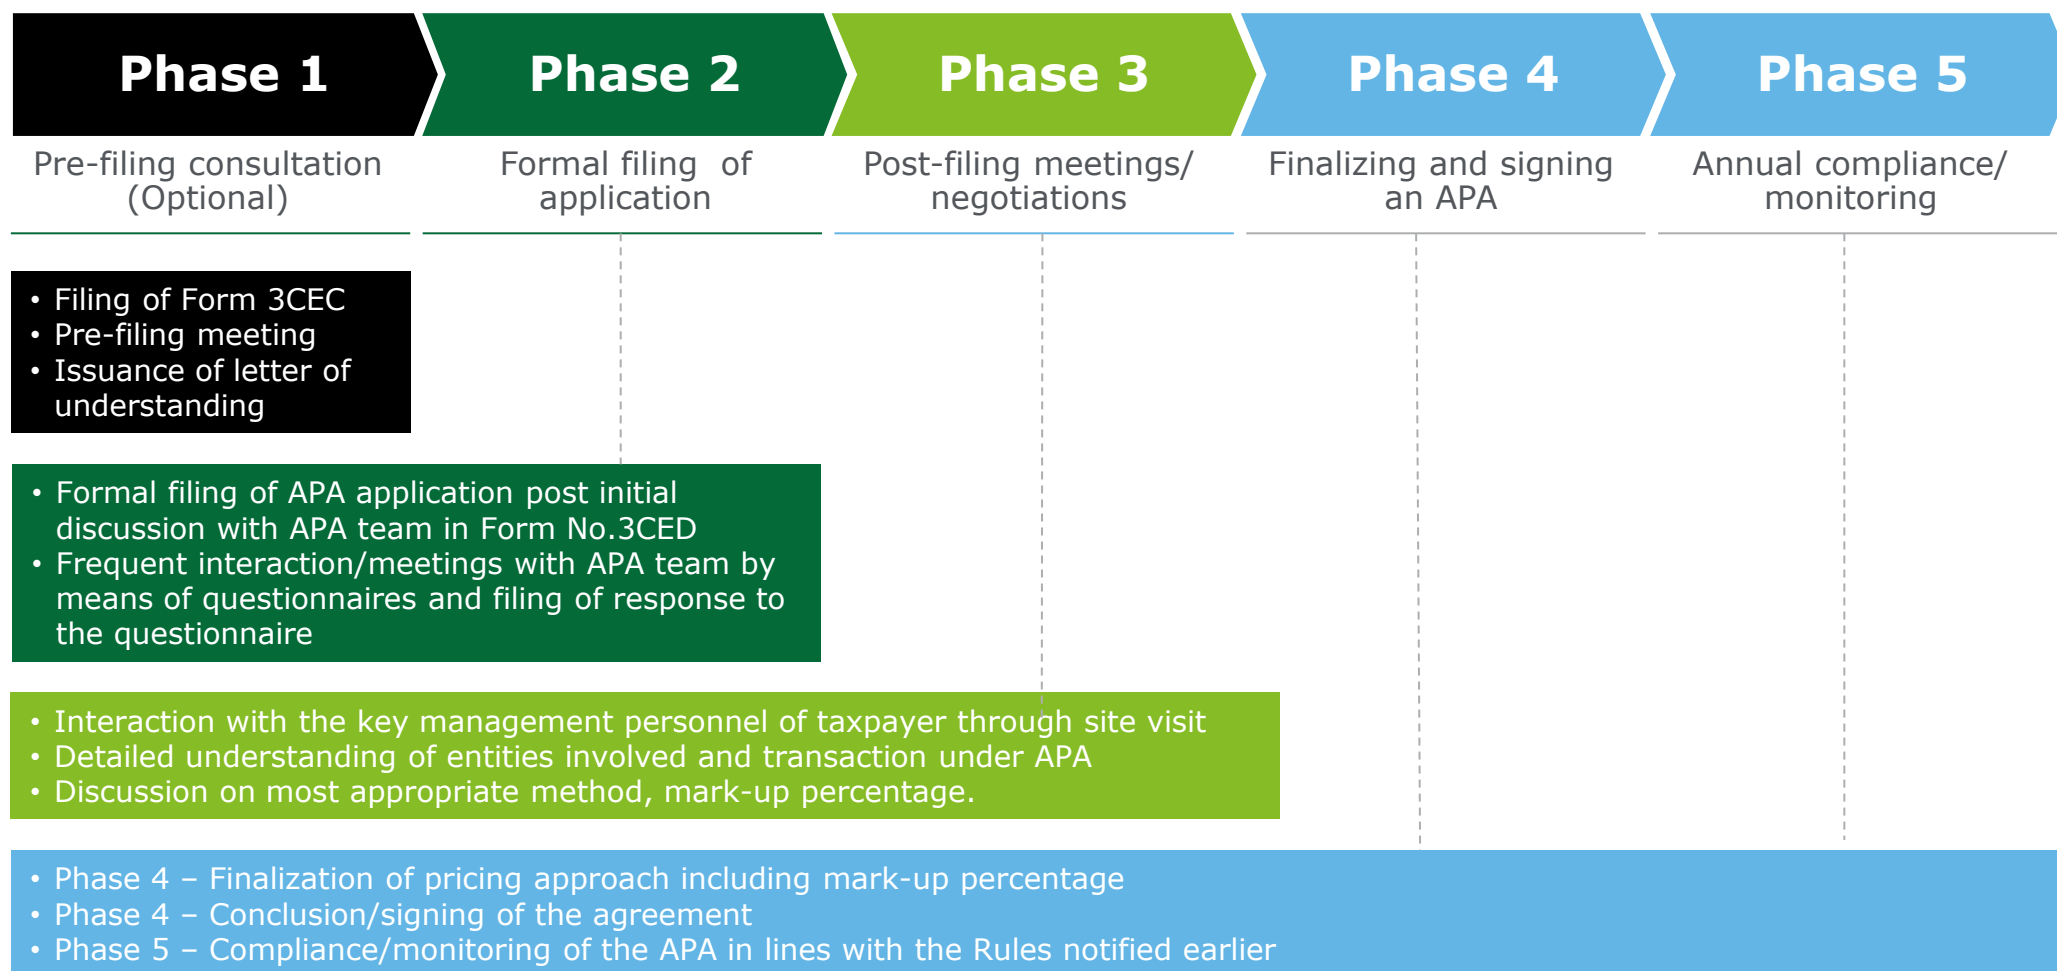 Phase 1
Phase 2
Phase 3
Phase 4
Phase 5
Pre-filing consultation
(Optional)
Formal filing  of
application
Post-filing meetings/
negotiations
Finalizing and signing
an APA
Annual compliance/
monitoring
• Filing of Form 3CEC
• Pre-filing meeting
• Issuance of letter of
understanding
• Formal filing of APA application post initial
discussion with APA team in Form No.3CED
• Frequent interaction/meetings with APA team by
means of questionnaires and filing of response to
the questionnaire
• Interaction with the key management personnel of taxpayer through site visit
• Detailed understanding of entities involved and transaction under APA
• Discussion on most appropriate method, mark-up percentage.
• Phase 4 – Finalization of pricing approach including mark-up percentage
• Phase 4 – Conclusion/signing of the agreement
• Phase 5 – Compliance/monitoring of the APA in lines with the Rules notified earlier